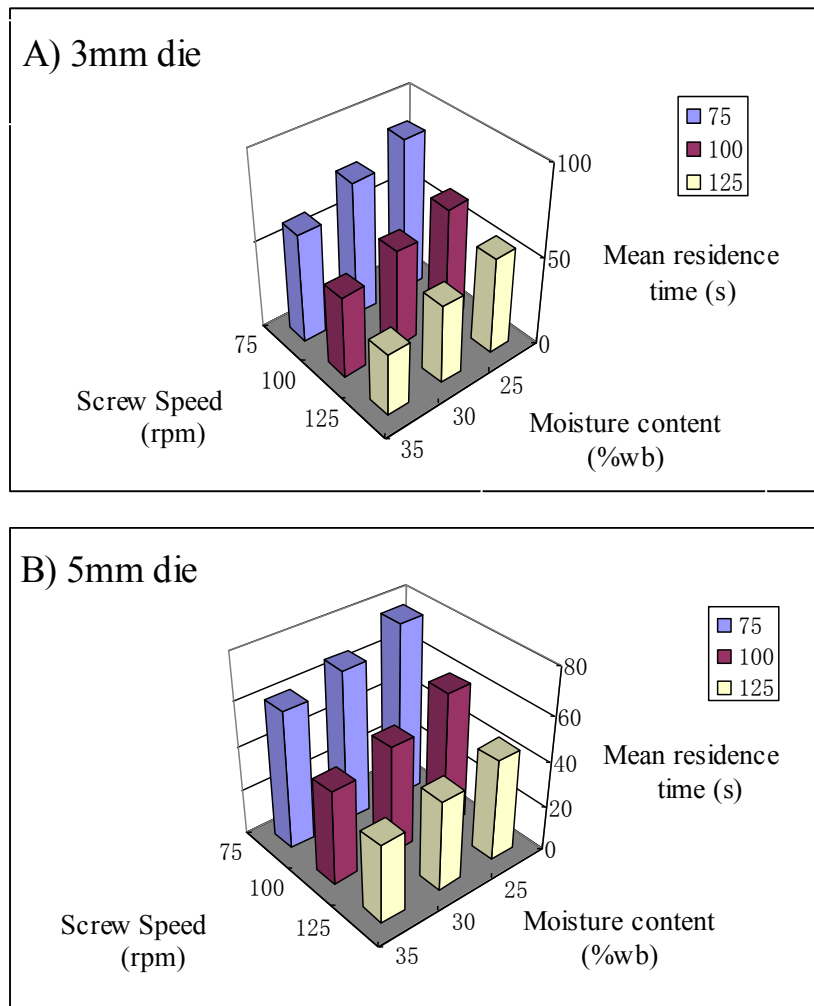 A) 3mm die
75
100
125
100
50
0
Mean residence
time (s)
75
100
125
Screw Speed
(rpm)
25
30
35
Moisture content
(%wb)
B) 5mm die
75
100
125
80
60
40
20
0
Mean residence
time (s)
75
100
125
Screw Speed
(rpm)
25
30
35
Moisture content
(%wb)